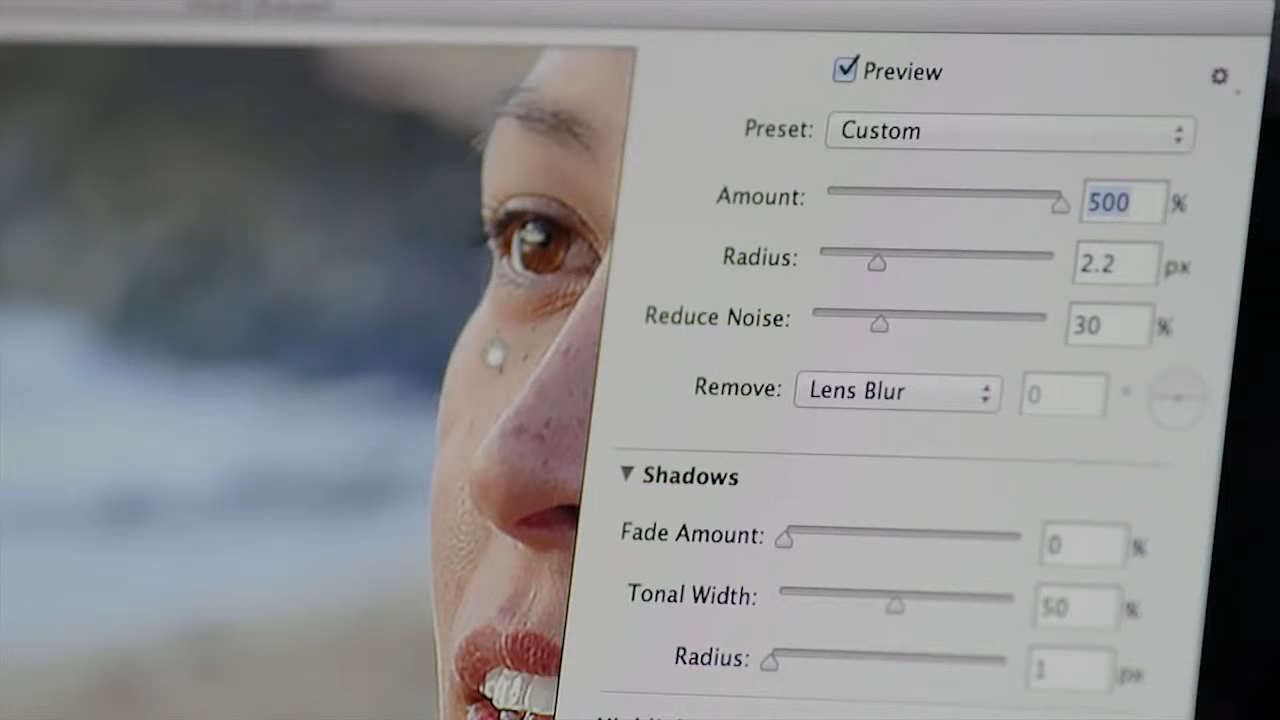 Preview
Preset: Custom
Amount: 500 %
Radius: 2.2 px
Reduce Noise: 30 %
Remove: Lens Blur 0 °
Shadows
Fade Amount: 0 %
Tonal Width: 50 %
Radius: 1 px